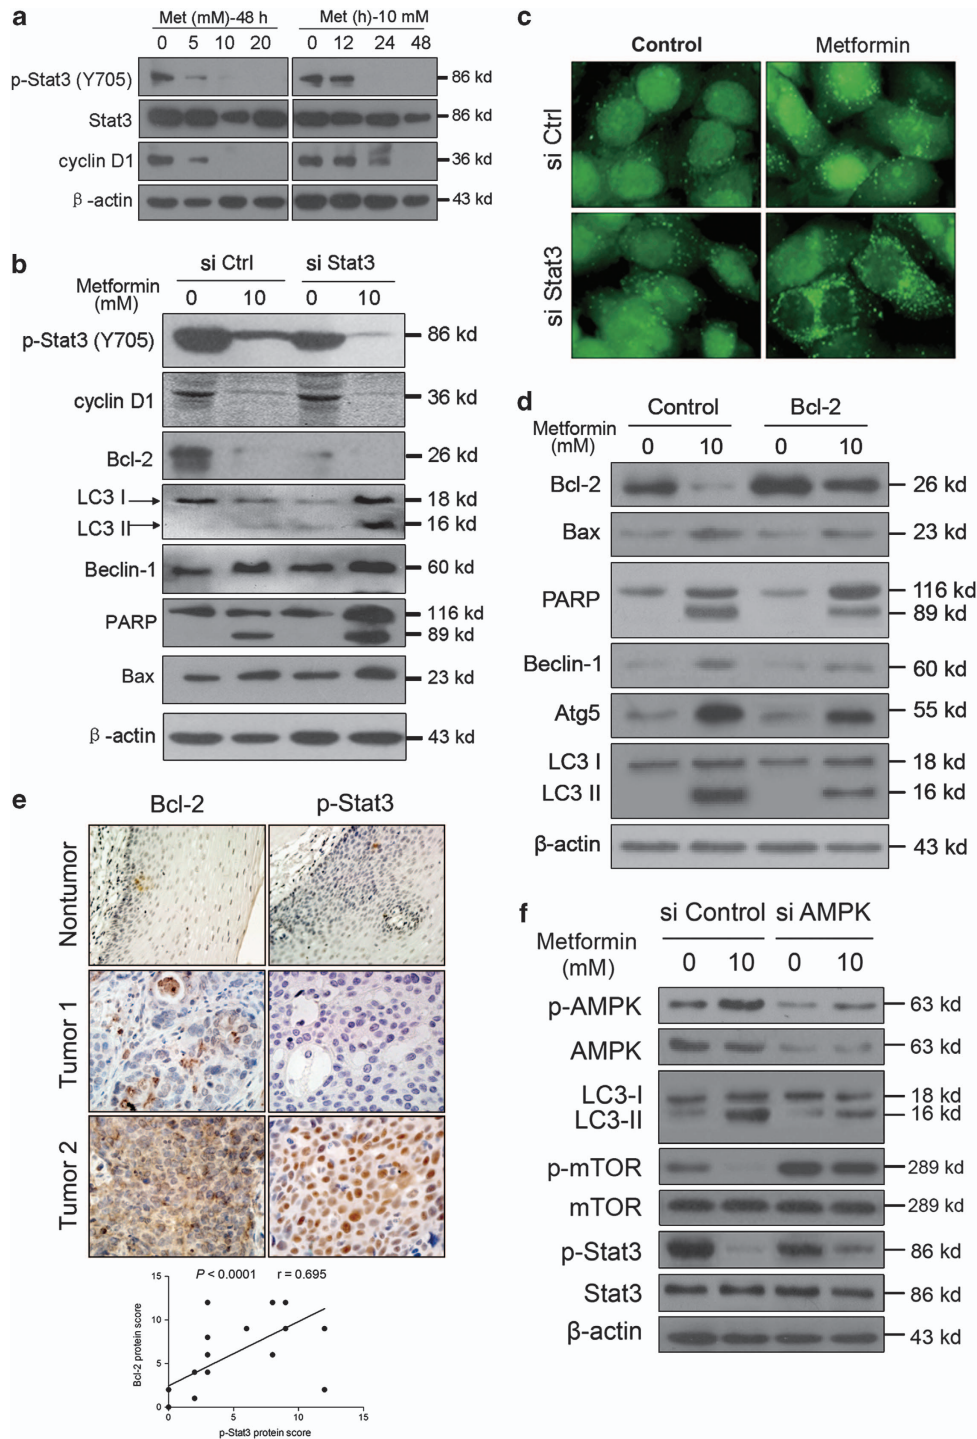 a
Met (mM)-48 h
Met (h)-10 mM
0 5 10 20 0 12 24 48
p-Stat3 (Y705) 86 kd
Stat3 86 kd
cyclin D1 36 kd
β-actin 43 kd
b
si Ctrl si Stat3
Metformin (mM) 0 10 0 10
p-Stat3 (Y705) 86 kd
cyclin D1 36 kd
Bcl-2 26 kd
LC3 I 18 kd
LC3 II 16 kd
Beclin-1 60 kd
PARP 116 kd
89 kd
Bax 23 kd
β-actin 43 kd
c
Control Metformin
si Ctrl
si Stat3
d
Control Bcl-2
Metformin (mM) 0 10 0 10
Bcl-2 26 kd
Bax 23 kd
PARP 116 kd
89 kd
Beclin-1 60 kd
Atg5 55 kd
LC3 I 18 kd
LC3 II 16 kd
β-actin 43 kd
e
Bcl-2 p-Stat3
Nontumor
Tumor 1
Tumor 2
P < 0.0001 r = 0.695
Bcl-2 protein score
15
10
5
0
0 5 10 15
p-Stat3 protein score
f
si Control si AMPK
Metformin (mM) 0 10 0 10
p-AMPK 63 kd
AMPK 63 kd
LC3-I 18 kd
LC3-II 16 kd
p-mTOR 289 kd
mTOR 289 kd
p-Stat3 86 kd
Stat3 86 kd
β-actin 43 kd